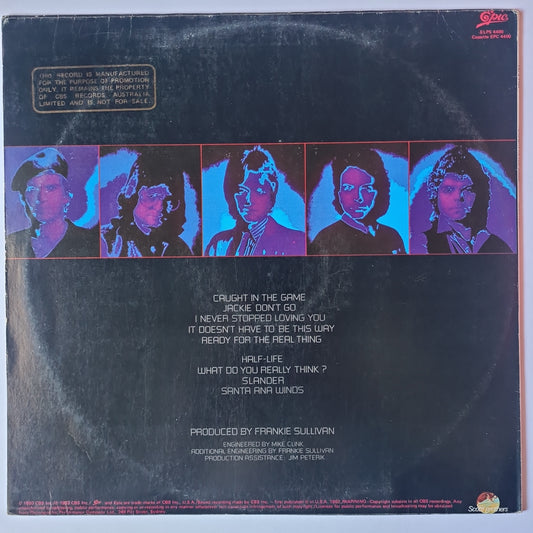 Epic
ELPS 4400
Cassette EPC 4400
THIS RECORD IS MANUFACTURED
FOR THE PURPOSE OF PROMOTION
ONLY. IT REMAINS THE PROPERTY
OF CBS RECORDS AUSTRALIA
LIMITED AND IS NOT FOR SALE.
CAUGHT IN THE GAME
JACKIE DON'T GO
I NEVER STOPPED LOVING YOU
IT DOESN'T HAVE TO BE THIS WAY
READY FOR THE REAL THING
HALF-LIFE
WHAT DO YOU REALLY THINK ?
SLANDER
SANTA ANA WINDS
PRODUCED BY FRANKIE SULLIVAN
ENGINEERED BY MIKE CLINK
ADDITIONAL ENGINEERING BY FRANKIE SULLIVAN
PRODUCTION ASSISTANCE: JIM PETERIK
Scotti Brothers